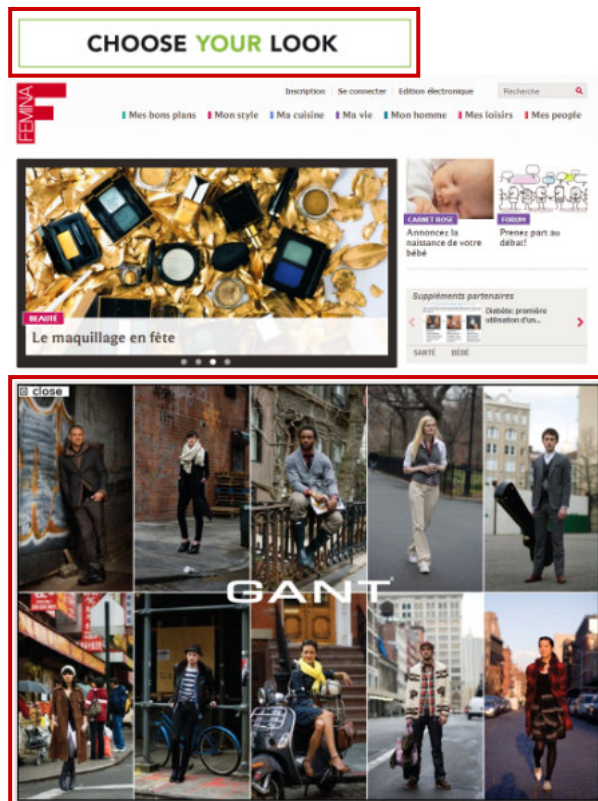 CHOOSE YOUR LOOK
FEMINA
Inscription Se connecter Edition électronique
Recherche
Mes bons plans Mon style Ma cuisine Ma vie Mon homme Mes loisirs Mes people
CARNET ROSE
Annoncez la
naissance de votre
bébé
FORUM
Prenez part au
débat!
BEAUTÉ
Le maquillage en fête
Suppléments partenaires
Diabète: première
utilisation d'un...
SANTÉ BÉBÉ
close
GANT